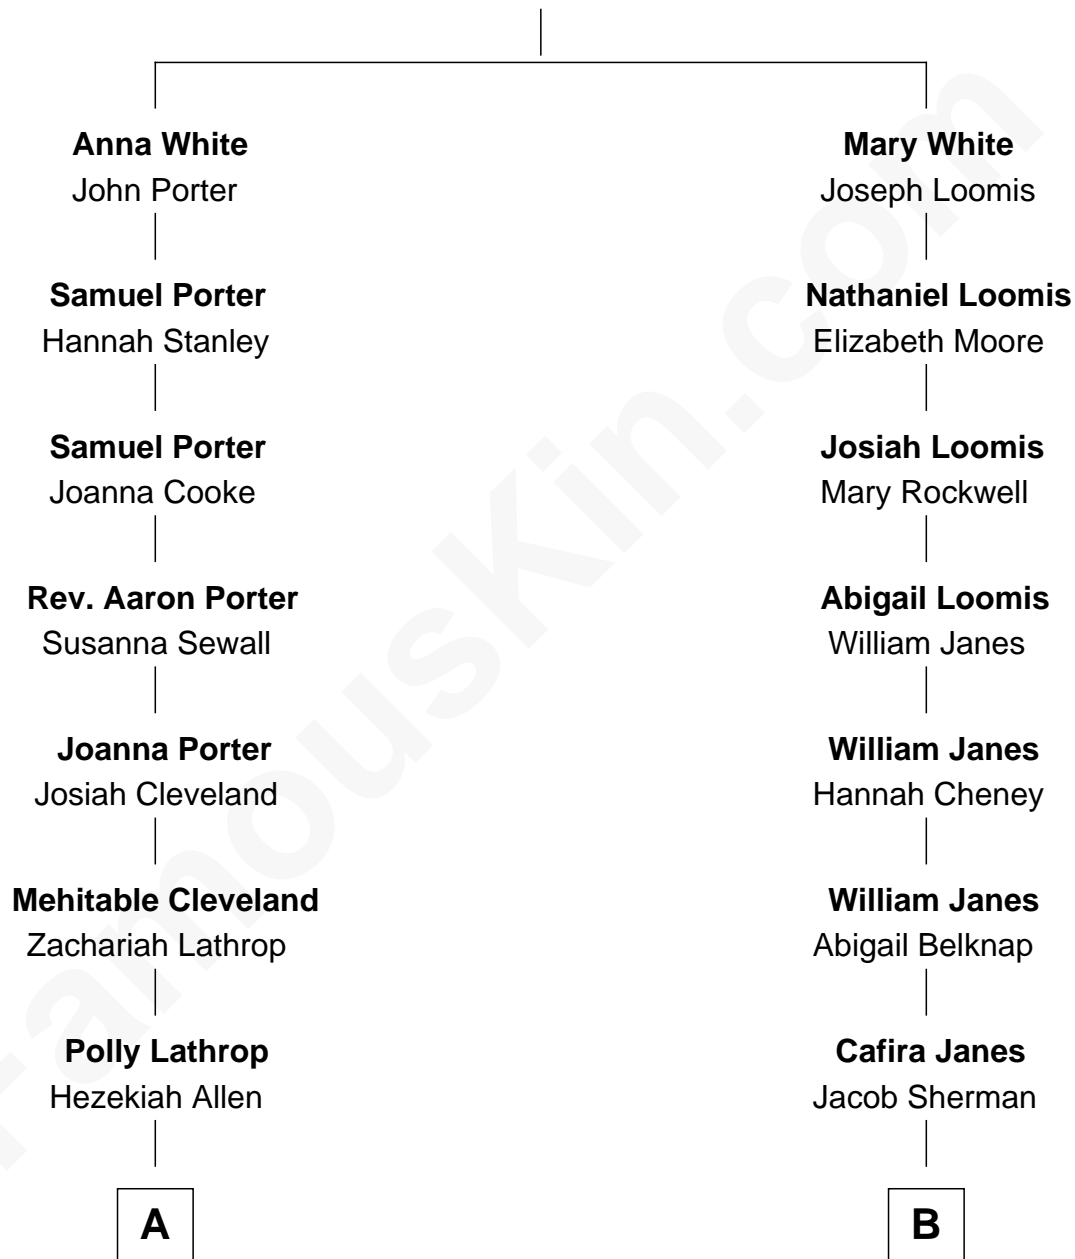 Anna White
John Porter
Mary White
Joseph Loomis
Samuel Porter
Hannah Stanley
Nathaniel Loomis
Elizabeth Moore
Samuel Porter
Joanna Cooke
Josiah Loomis
Mary Rockwell
Rev. Aaron Porter
Susanna Sewall
Abigail Loomis
William Janes
Joanna Porter
Josiah Cleveland
William Janes
Hannah Cheney
Mehitable Cleveland
Zachariah Lathrop
William Janes
Abigail Belknap
Polly Lathrop
Hezekiah Allen
Cafira Janes
Jacob Sherman
A
B
FamousKin.com